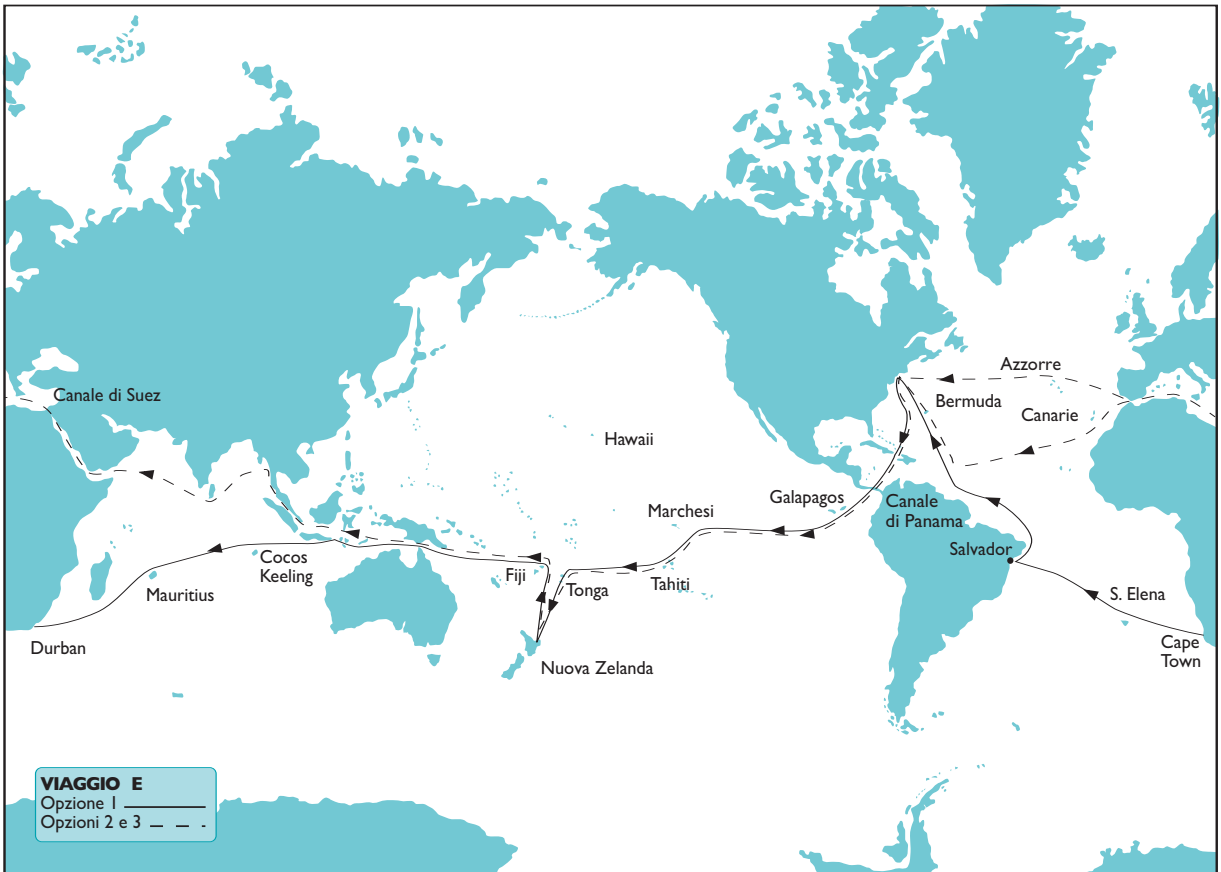 Azzorre
Canale di Suez
Bermuda
Canarie
Hawaii
Galapagos
Marchesi
Canale
di Panama
Salvador
Cocos
Keeling
Fiji
Tonga
Tahiti
Mauritius
S. Elena
Durban
Cape
Town
Nuova Zelanda
VIAGGIO E
Opzione 1
Opzioni 2 e 3